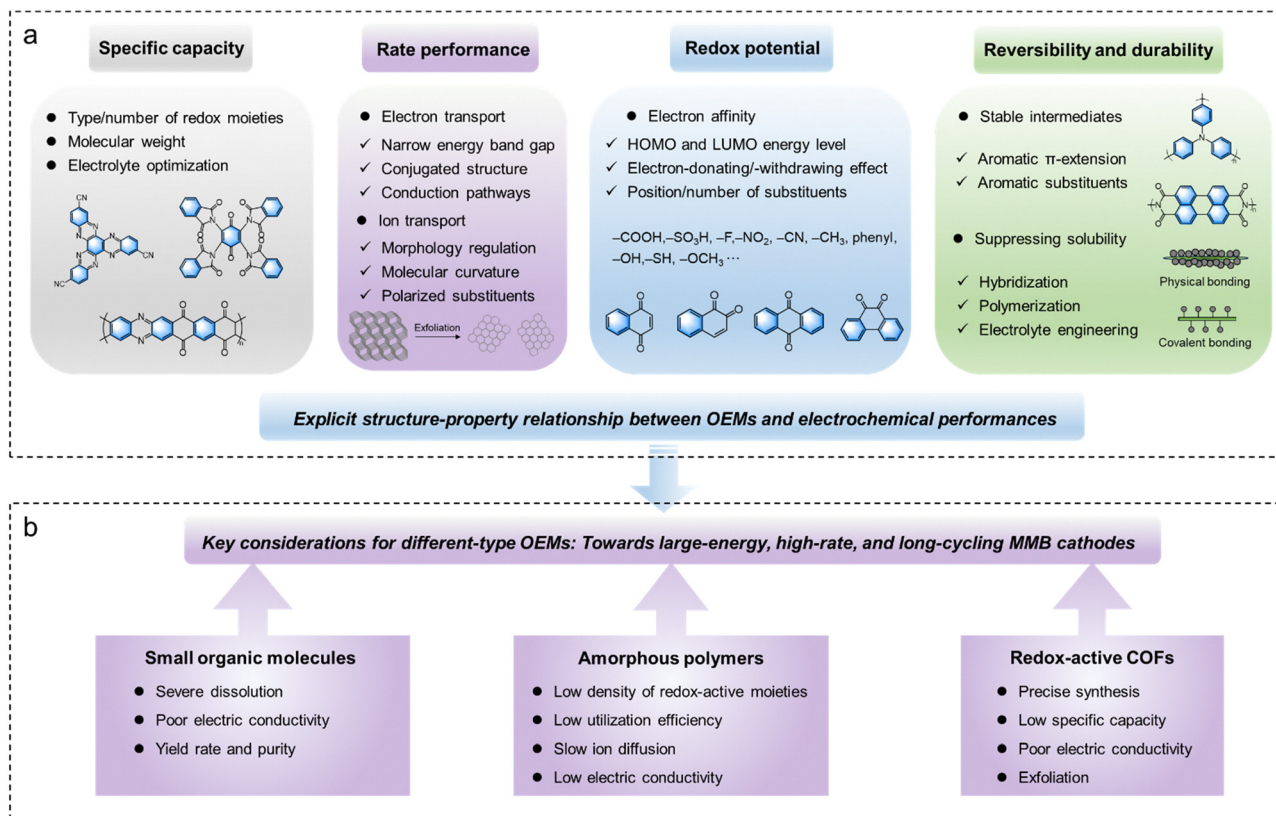 a
Specific capacity
Rate performance
Redox potential
Reversibility and durability
● Type/number of redox moieties
● Molecular weight
● Electrolyte optimization
CN
N N
N N
N N
NC
CN
O O
O O
N O N
N O N
O O
O O
N
N
O O
O O
n
● Electron transport
✓ Narrow energy band gap
✓ Conjugated structure
✓ Conduction pathways
● Ion transport
✓ Morphology regulation
✓ Molecular curvature
✓ Polarized substituents
Exfoliation
● Electron affinity
✓ HOMO and LUMO energy level
✓ Electron-donating/-withdrawing effect
✓ Position/number of substituents
–COOH,–SO₃H, –F,–NO₂, –CN, –CH₃, phenyl,
–OH,–SH, –OCH₃ ···
O
O
O
O
O
O
O O
● Stable intermediates
✓ Aromatic π-extension
✓ Aromatic substituents
● Suppressing solubility
✓ Hybridization
✓ Polymerization
✓ Electrolyte engineering
N
n
O O
N N
O O
n
Physical bonding
Covalent bonding
Explicit structure-property relationship between OEMs and electrochemical performances
b
Key considerations for different-type OEMs: Towards large-energy, high-rate, and long-cycling MMB cathodes
Small organic molecules
● Severe dissolution
● Poor electric conductivity
● Yield rate and purity
Amorphous polymers
● Low density of redox-active moieties
● Low utilization efficiency
● Slow ion diffusion
● Low electric conductivity
Redox-active COFs
● Precise synthesis
● Low specific capacity
● Poor electric conductivity
● Exfoliation